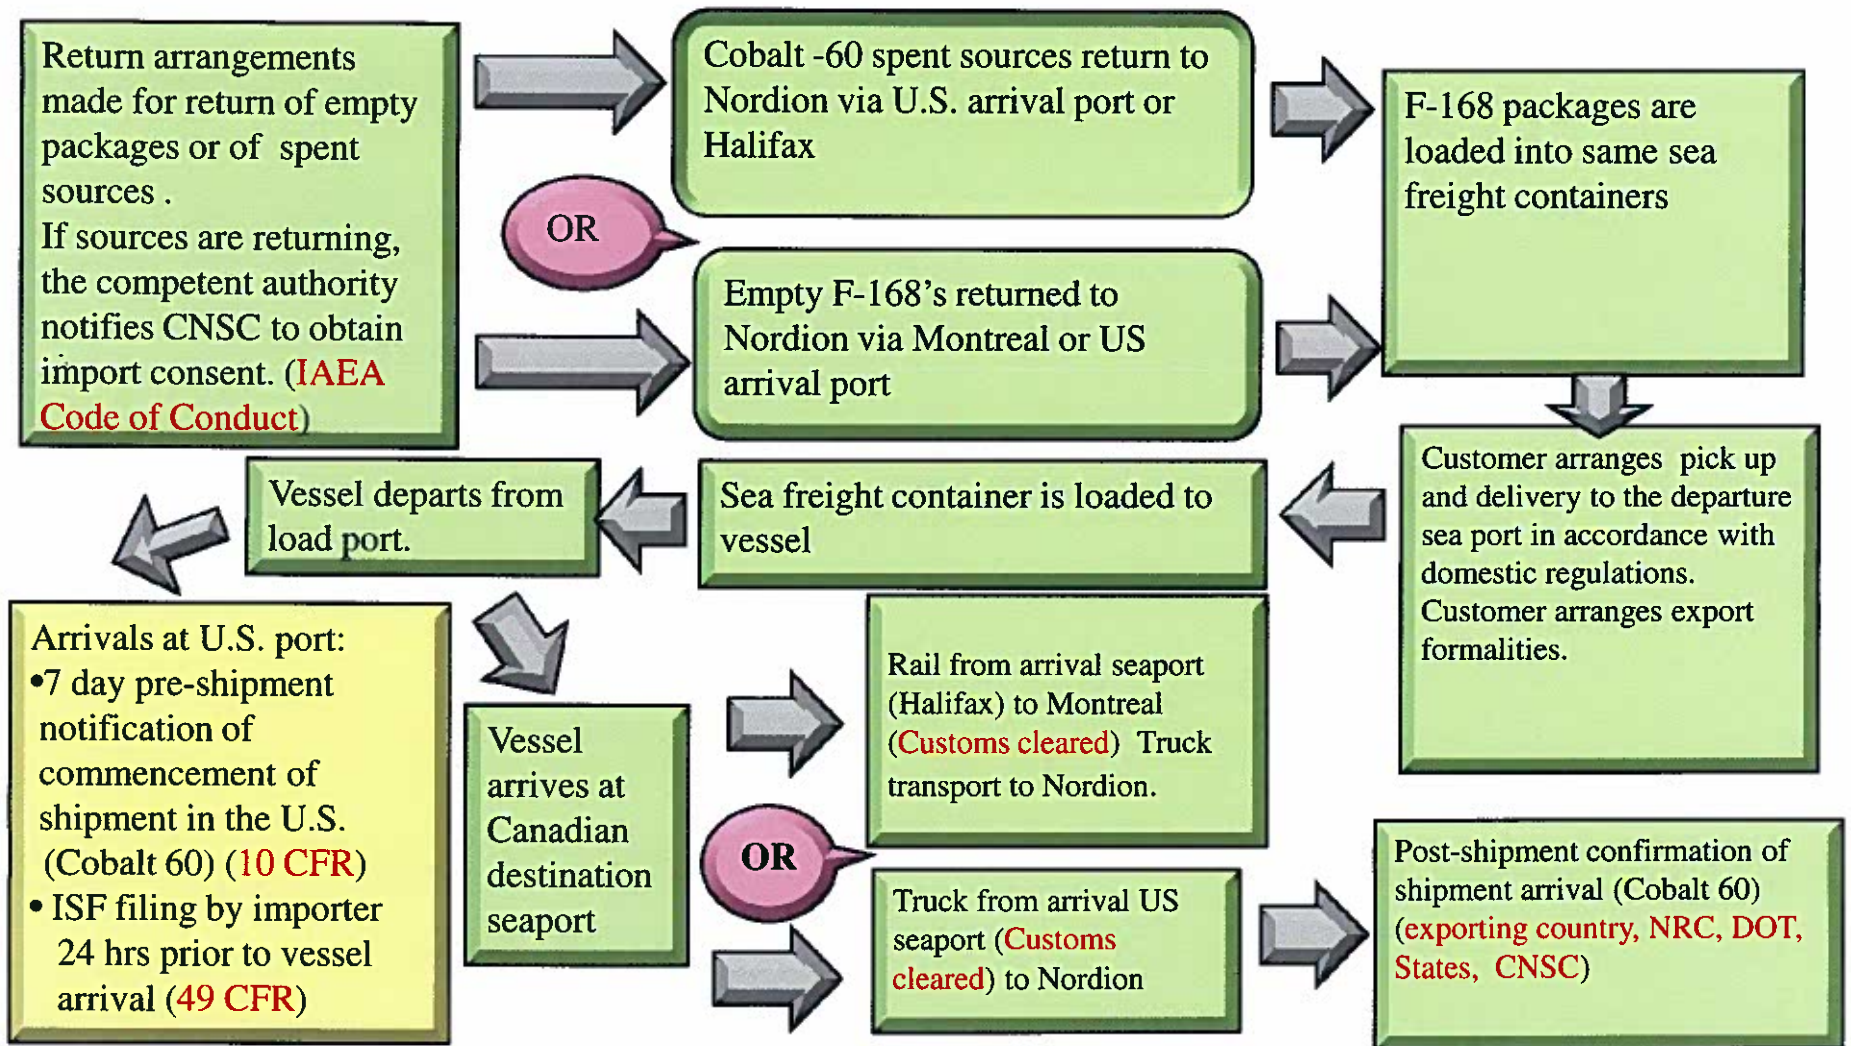 Return arrangements
made for return of empty
packages or of spent
sources .
If sources are returning,
the competent authority
notifies CNSC to obtain
import consent. (IAEA
Code of Conduct)
Cobalt -60 spent sources return to
Nordion via U.S. arrival port or
Halifax
OR
Empty F-168’s returned to
Nordion via Montreal or US
arrival port
F-168 packages are
loaded into same sea
freight containers
Customer arranges pick up
and delivery to the departure
sea port in accordance with
domestic regulations.
Customer arranges export
formalities.
Sea freight container is loaded to
vessel
Vessel departs from
load port.
Arrivals at U.S. port:
•7 day pre-shipment
notification of
commencement of
shipment in the U.S.
(Cobalt 60) (10 CFR)
• ISF filing by importer
24 hrs prior to vessel
arrival (49 CFR)
Vessel
arrives at
Canadian
destination
seaport
Rail from arrival seaport
(Halifax) to Montreal
(Customs cleared) Truck
transport to Nordion.
OR
Truck from arrival US
seaport (Customs
cleared) to Nordion
Post-shipment confirmation of
shipment arrival (Cobalt 60)
(exporting country, NRC, DOT,
States, CNSC)